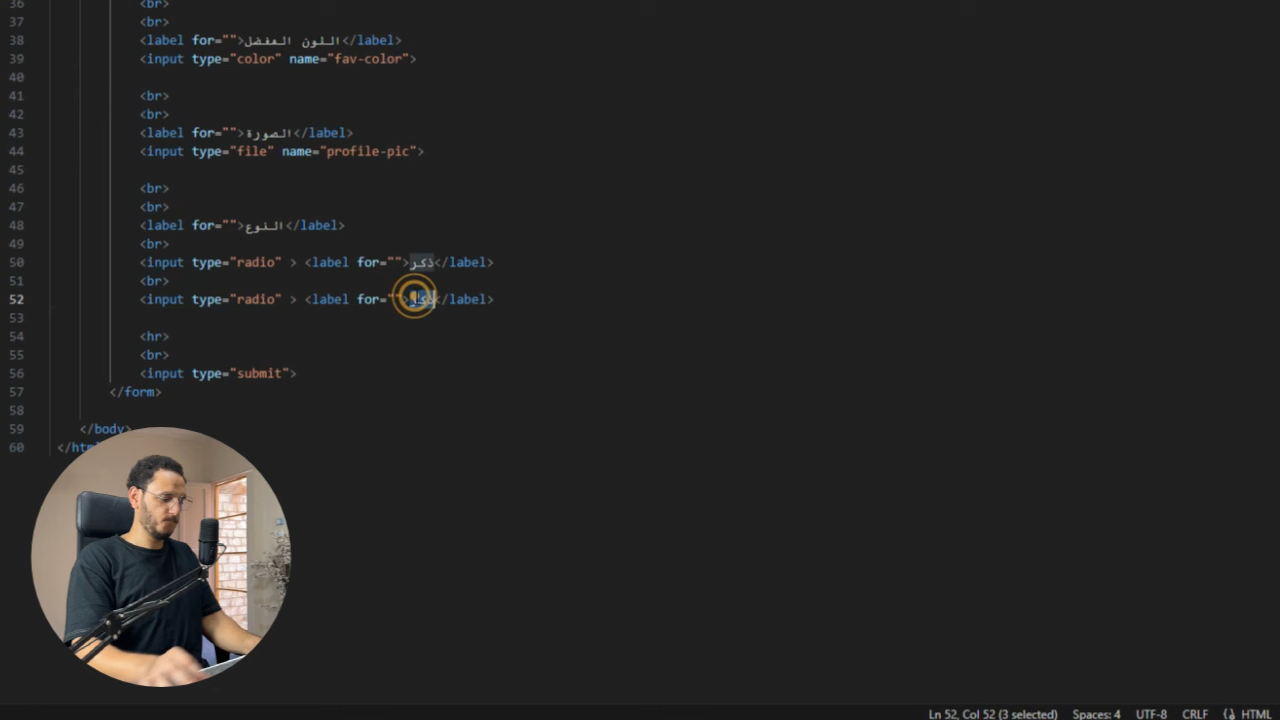 36 <br>
37 <br>
38 <label for="">اللون المفضل</label>
39 <input type="color" name="fav-color">
40
41 <br>
42 <br>
43 <label for="">الصورة</label>
44 <input type="file" name="profile-pic">
45
46 <br>
47 <br>
48 <label for="">النوع</label>
49 <br>
50 <input type="radio" > <label for="">ذكر</label>
51 <br>
52 <input type="radio" > <label for="">ذكر</label>
53
54 <hr>
55 <br>
56 <input type="submit">
57 </form>
58
59 </body>
60 </htm
Ln 52, Col 52 (3 selected) Spaces: 4 UTF-8 CRLF {} HTML